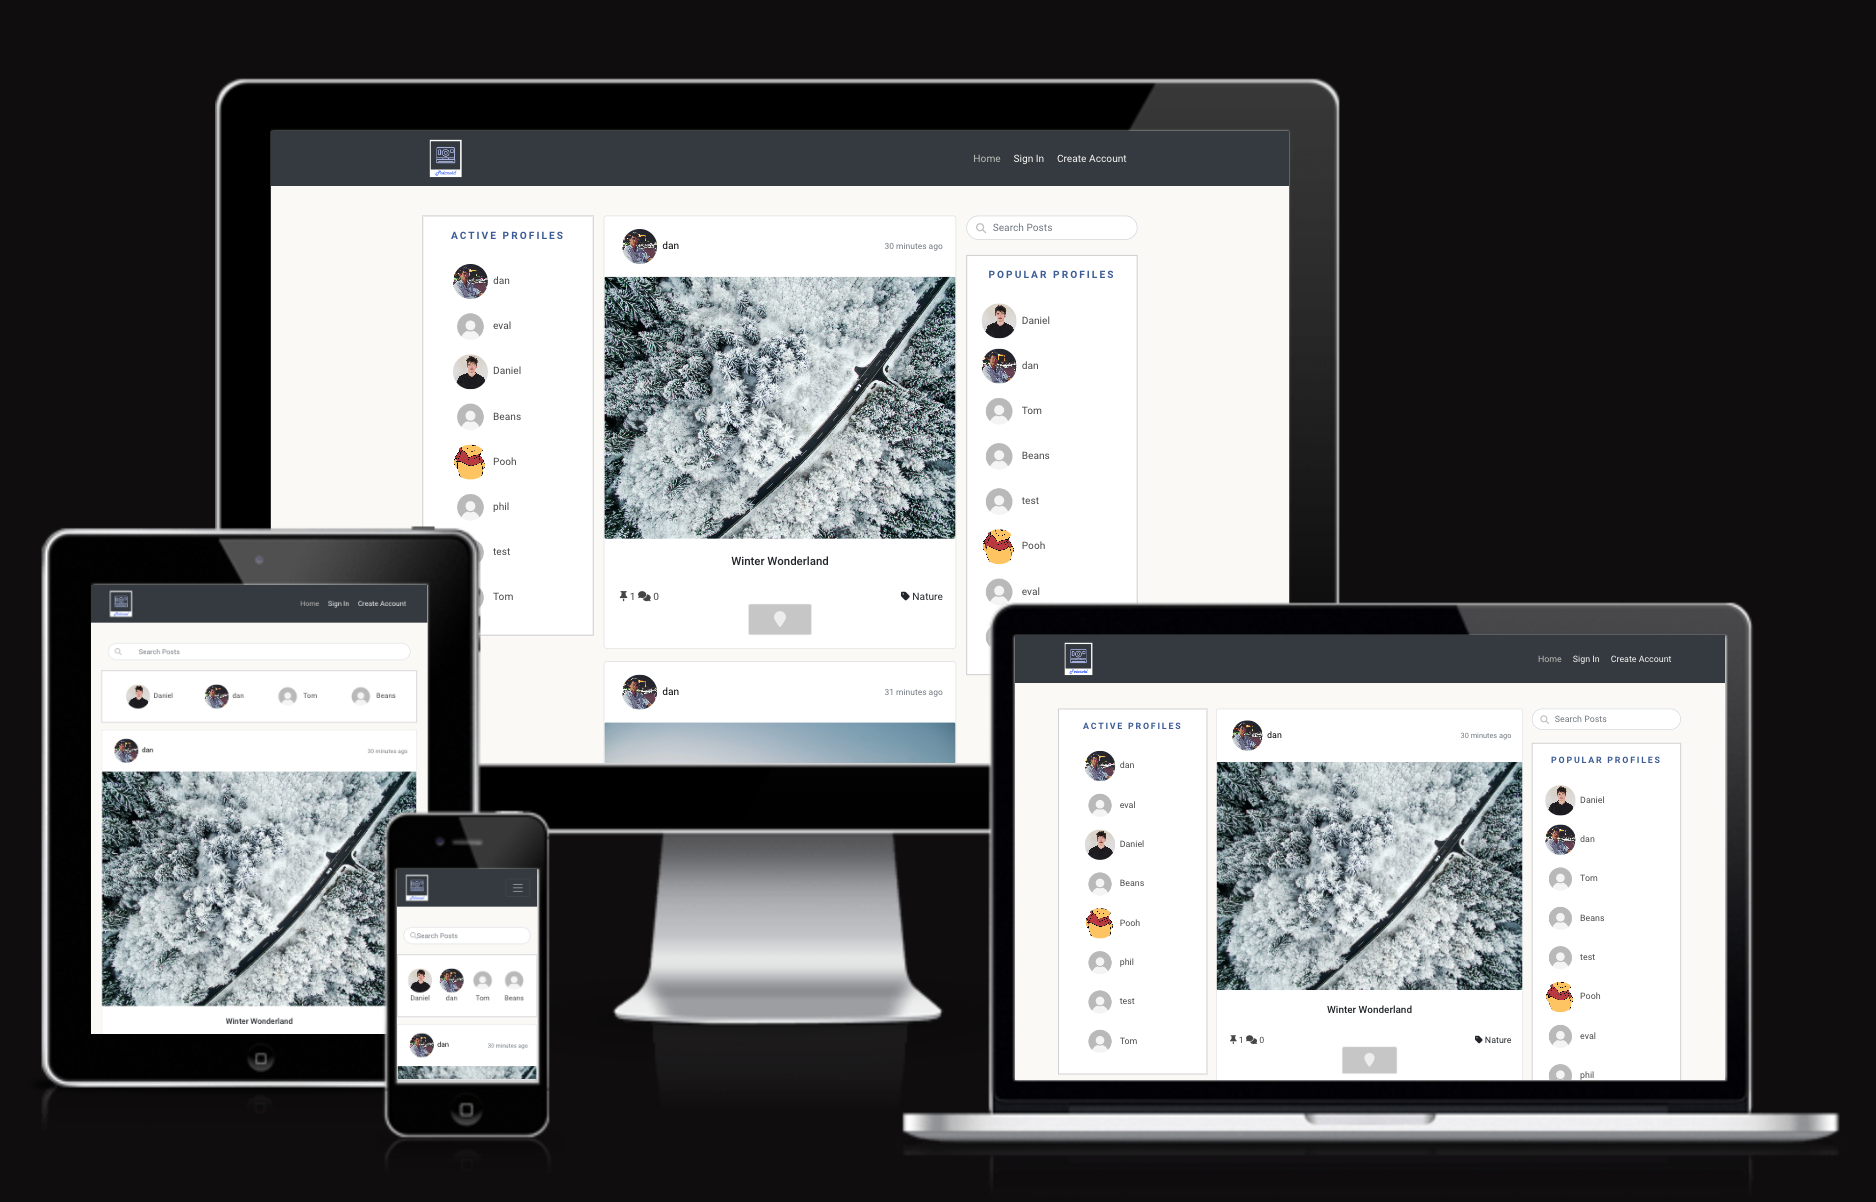 Home Sign In Create Account
ACTIVE PROFILES
dan
eval
Daniel
Beans
Pooh
phil
test
Tom
dan
30 minutes ago
Winter Wonderland
1 0
Nature
dan
31 minutes ago
Search Posts
POPULAR PROFILES
Daniel
dan
Tom
Beans
test
Pooh
eval
Home Sign In Create Account
Search Posts
Daniel dan Tom Beans
dan
30 minutes ago
Winter Wonderland
Search Posts
Daniel dan Tom Beans
dan
30 minutes ago
Home Sign In Create Account
ACTIVE PROFILES
dan
eval
Daniel
Beans
Pooh
phil
test
Tom
dan
30 minutes ago
Winter Wonderland
1 0
Nature
Search Posts
POPULAR PROFILES
Daniel
dan
Tom
Beans
test
Pooh
eval
phil